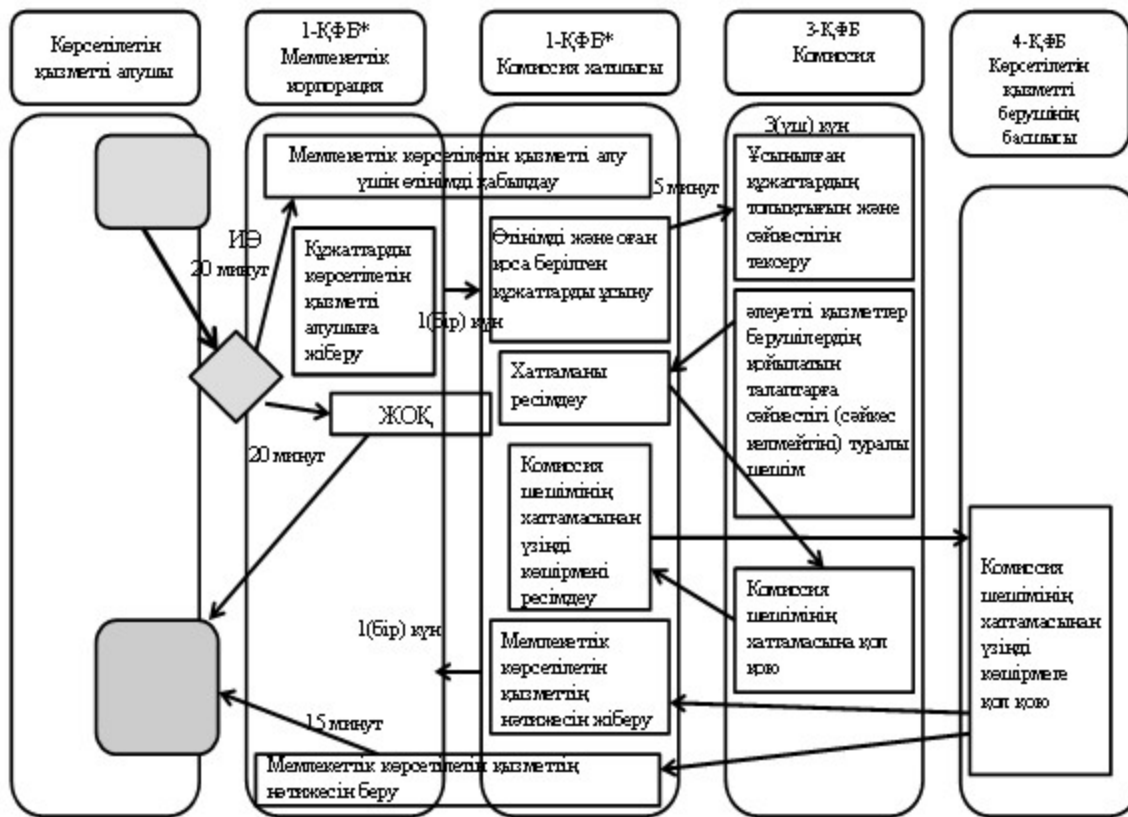 Көрсетілетін
қызметті алушы
1-ҚФБ*
Мемлекеттік
корпорация
1-ҚФБ*
Комиссия хатшысы
3-ҚФБ
Комиссия
4-ҚФБ
Көрсетілетін
қызметті
берушінің
басшысы
3(үш) күн
Мемлекеттік көрсетілетін қызметті алу
үшін өтінімді қабылдау
5 минут
Ұсынылған
құжаттардың
толықтығын және
сәйкестігін
тексеру
ИӘ
20 минут
Құжаттарды
көрсетілетін
қызметті
алушыға
жіберу
1(бір) күн
Өтінімді және оған
қоса берілген
құжаттарды ұсыну
әлеуетті қызметтер
берушілердің
қойылатын
талаптарға
сәйкестігі (сәйкес
келмейтіні) туралы
шешім
Хаттаманы
ресімдеу
ЖОҚ
20 минут
Комиссия
шешімінің
хаттамасынан
үзінді
көшірмені
ресімдеу
Комиссия
шешімінің
хаттамасына қол
қою
Комиссия
шешімінің
хаттамасынан
үзінді
көшірмеге
қол қою
1(бір) күн
Мемлекеттік
көрсетілетін
қызметтің
нәтижесін жіберу
15 минут
Мемлекеттік көрсетілетін қызметтің
нәтижесін беру